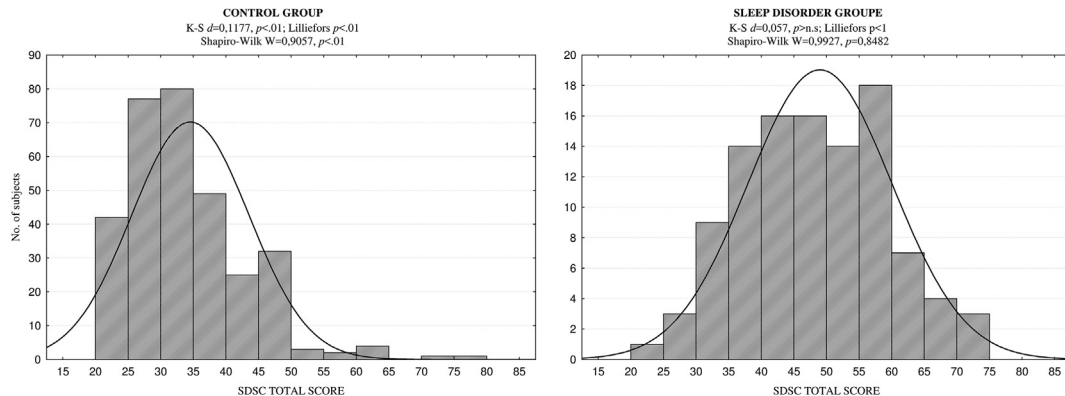 CONTROL GROUP
K-S d=0,1177, p<.01; Lilliefors p<.01
Shapiro-Wilk W=0,9057, p<.01
No. of subjects
90
80
70
60
50
40
30
20
10
0
15 20 25 30 35 40 45 50 55 60 65 70 75 80 85
SDSC TOTAL SCORE
SLEEP DISORDER GROUPE
K-S d=0,057, p>n.s; Lilliefors p<1
Shapiro-Wilk W=0,9927, p=0,8482
20
18
16
14
12
10
8
6
4
2
0
15 20 25 30 35 40 45 50 55 60 65 70 75 80 85
SDSC TOTAL SCORE